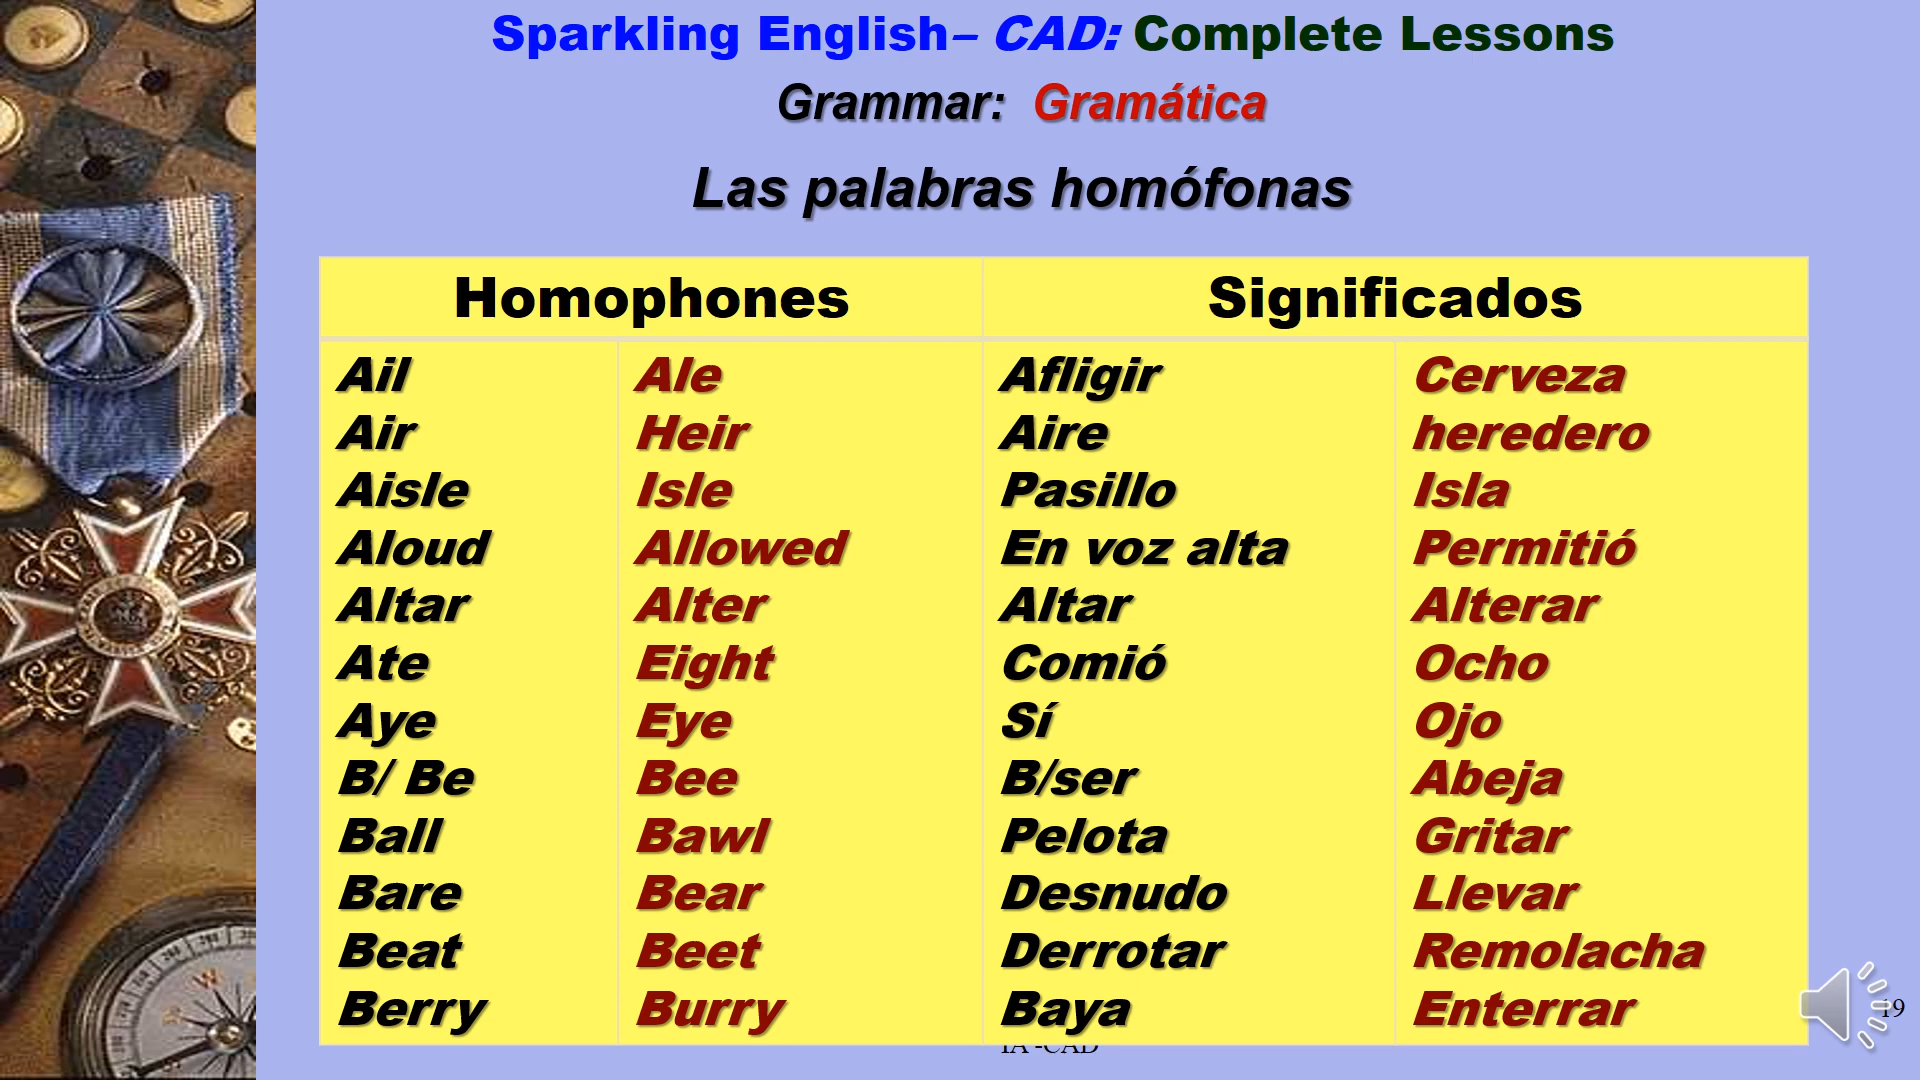 Sparkling English– CAD: Complete Lessons
Grammar: Gramática
Las palabras homófonas
Homophones Significados
Ail Ale Afligir Cerveza
Air Heir Aire heredero
Aisle Isle Pasillo Isla
Aloud Allowed En voz alta Permitió
Altar Alter Altar Alterar
Ate Eight Comió Ocho
Aye Eye Sí Ojo
B/ Be Bee B/ser Abeja
Ball Bawl Pelota Gritar
Bare Bear Desnudo Llevar
Beat Beet Derrotar Remolacha
Berry Burry Baya Enterrar
19
IA -CAD